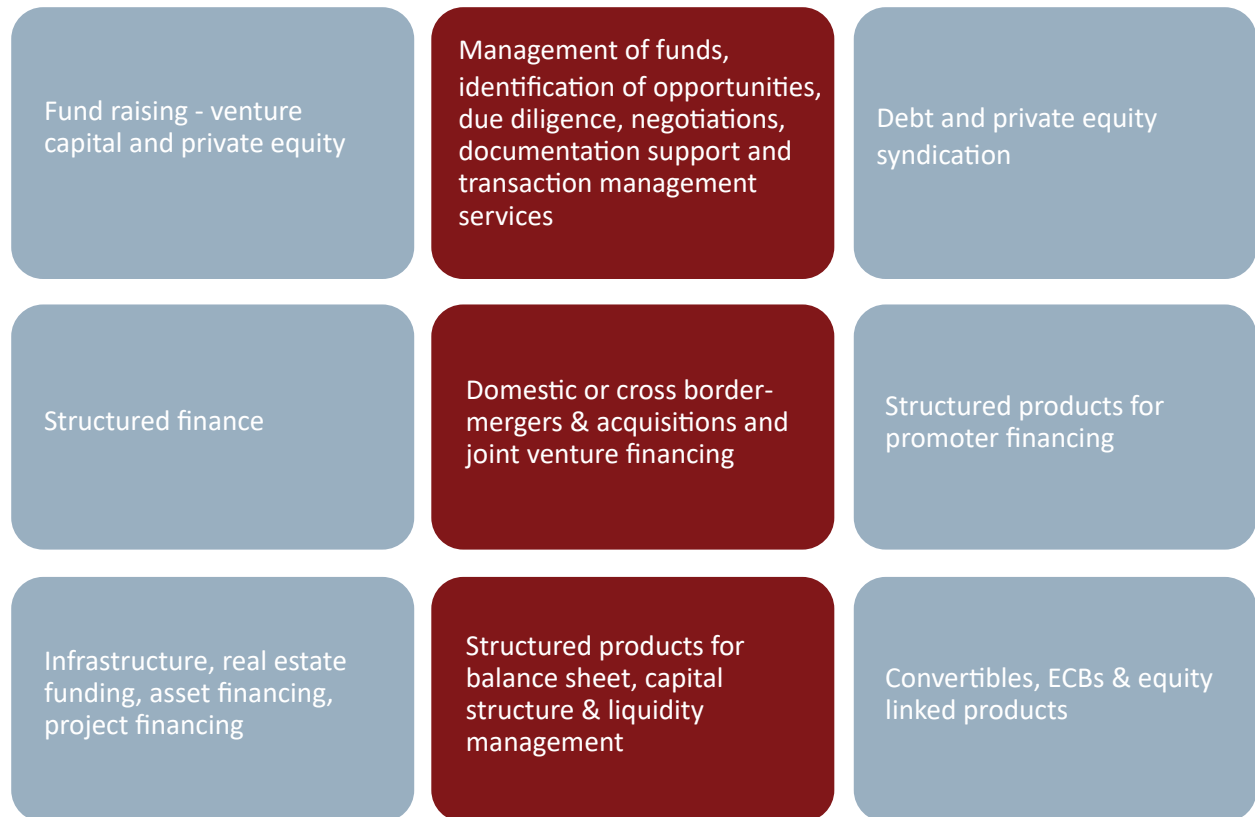 Fund raising - venture
capital and private equity
Management of funds,
identification of opportunities,
due diligence, negotiations,
documentation support and
transaction management
services
Debt and private equity
syndication
Structured finance
Domestic or cross border-
mergers & acquisitions and
joint venture financing
Structured products for
promoter financing
Infrastructure, real estate
funding, asset financing,
project financing
Structured products for
balance sheet, capital
structure & liquidity
management
Convertibles, ECBs & equity
linked products